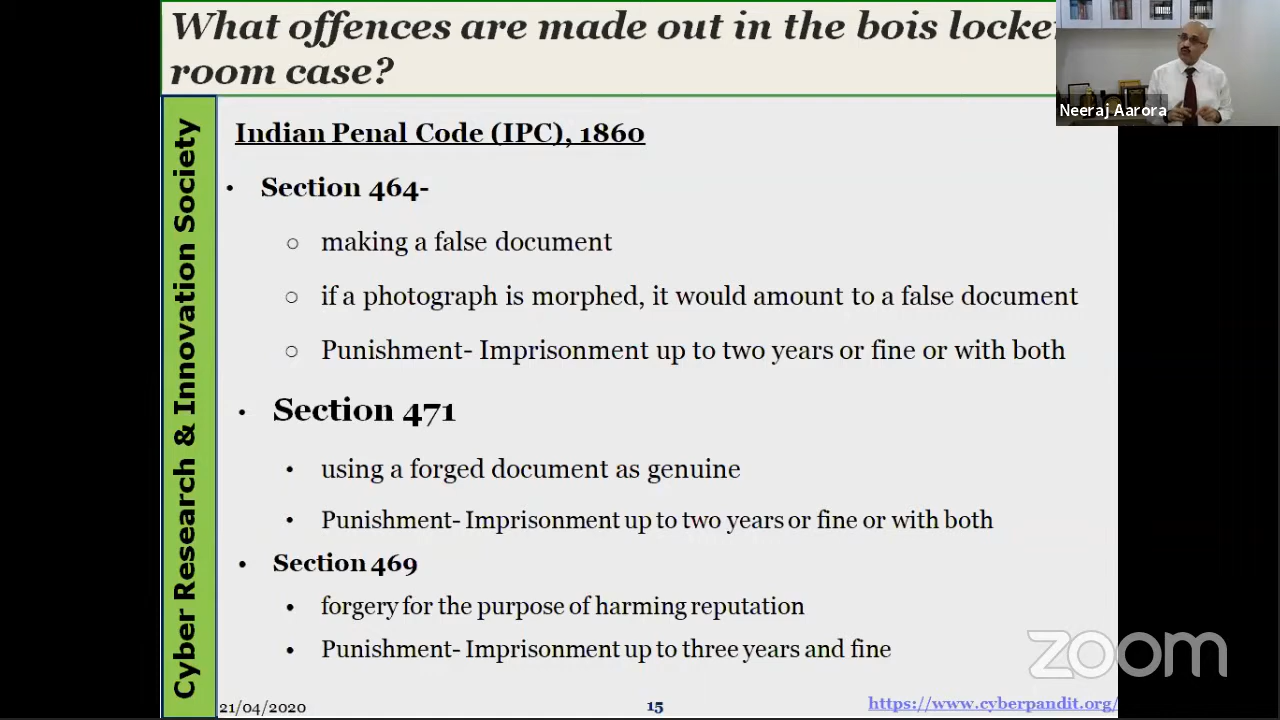 What offences are made out in the bois locke
room case?
Neeraj Aarora
Cyber Research & Innovation Society
Indian Penal Code (IPC), 1860
• Section 464-
○ making a false document
○ if a photograph is morphed, it would amount to a false document
○ Punishment- Imprisonment up to two years or fine or with both
• Section 471
• using a forged document as genuine
• Punishment- Imprisonment up to two years or fine or with both
• Section 469
• forgery for the purpose of harming reputation
• Punishment- Imprisonment up to three years and fine
zoom
21/04/2020
15
https://www.cyberpandit.org/